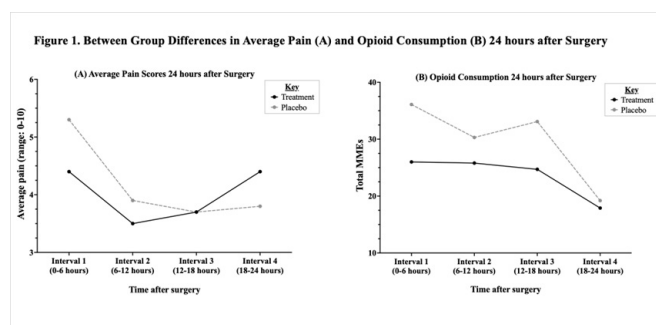 Figure 1. Between Group Differences in Average Pain (A) and Opioid Consumption (B) 24 hours after Surgery
(A) Average Pain Scores 24 hours after Surgery
Key
Treatment
Placebo
Average pain (range: 0-10)
6
5
4
3
Interval 1
(0-6 hours)
Interval 2
(6-12 hours)
Interval 3
(12-18 hours)
Interval 4
(18-24 hours)
Time after surgery
(B) Opioid Consumption 24 hours after Surgery
Key
Treatment
Placebo
Total MMEs
40
30
20
10
Interval 1
(0-6 hours)
Interval 2
(6-12 hours)
Interval 3
(12-18 hours)
Interval 4
(18-24 hours)
Time after surgery